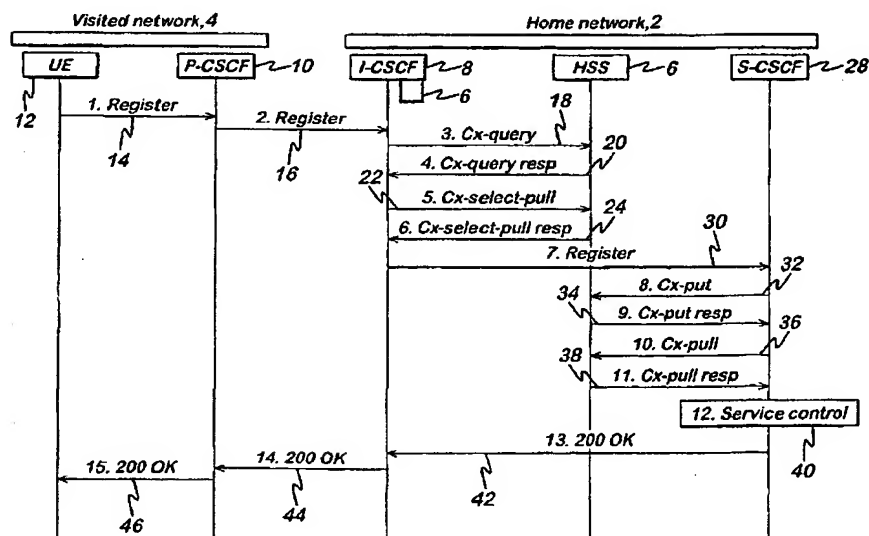 Visited network,4
Home network,2
UE
P-CSCF
10
I-CSCF
8
HSS
6
S-CSCF
28
12
6
1. Register
14
2. Register
16
3. Cx-query
18
4. Cx-query resp
20
22
5. Cx-select-pull
6. Cx-select-pull resp
24
7. Register
30
8. Cx-put
32
34
9. Cx-put resp
10. Cx-pull
36
38
11. Cx-pull resp
12. Service control
40
13. 200 OK
42
14. 200 OK
44
15. 200 OK
46